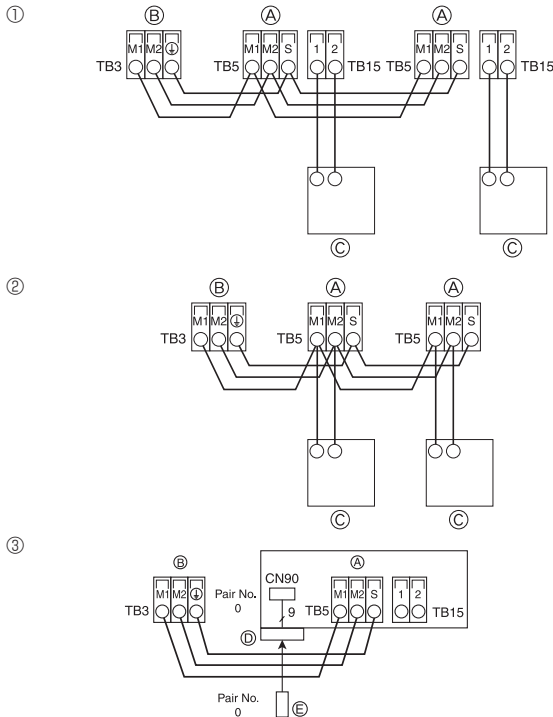 ①
Ⓑ Ⓐ Ⓐ
M1 M2 ⏚ M1 M2 S 1 2 M1 M2 S 1 2
TB3 TB5 TB15 TB5 TB15
Ⓒ Ⓒ
②
Ⓑ Ⓐ Ⓐ
M1 M2 ⏚ M1 M2 S M1 M2 S
TB3 TB5 TB5
Ⓒ Ⓒ
③
Ⓑ Ⓐ
CN90
Pair No.
0
M1 M2 ⏚ M1 M2 S 1 2
TB3 9 TB5 TB15
Ⓓ
Pair No.
0
Ⓔ